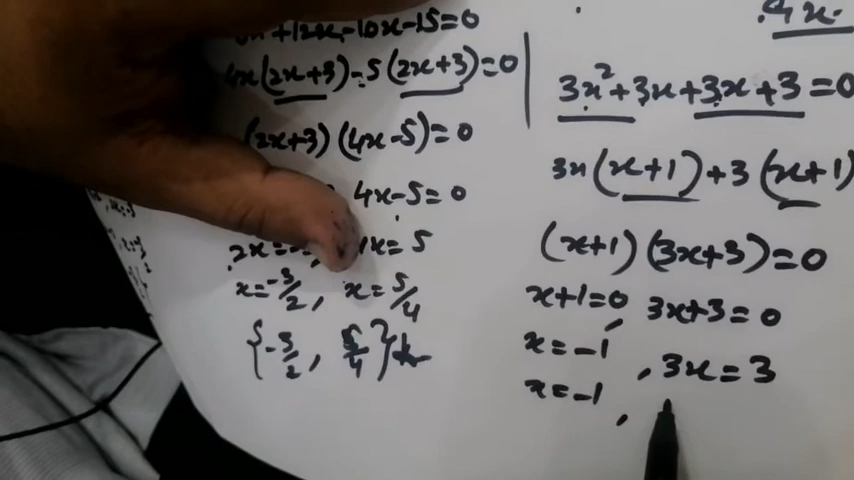 +12x-10x-15=0
4x(2x+3)-5(2x+3)=0
(2x+3)(4x-5)=0
4x-5=0
2x= x=5
x=-3/2, x=5/4
{-3/2, 5/4}
4x
3x²+3x+3x+3=0
3x(x+1)+3(x+1)
(x+1)(3x+3)=0
x+1=0, 3x+3=0
x=-1, 3x=3
x=-1,